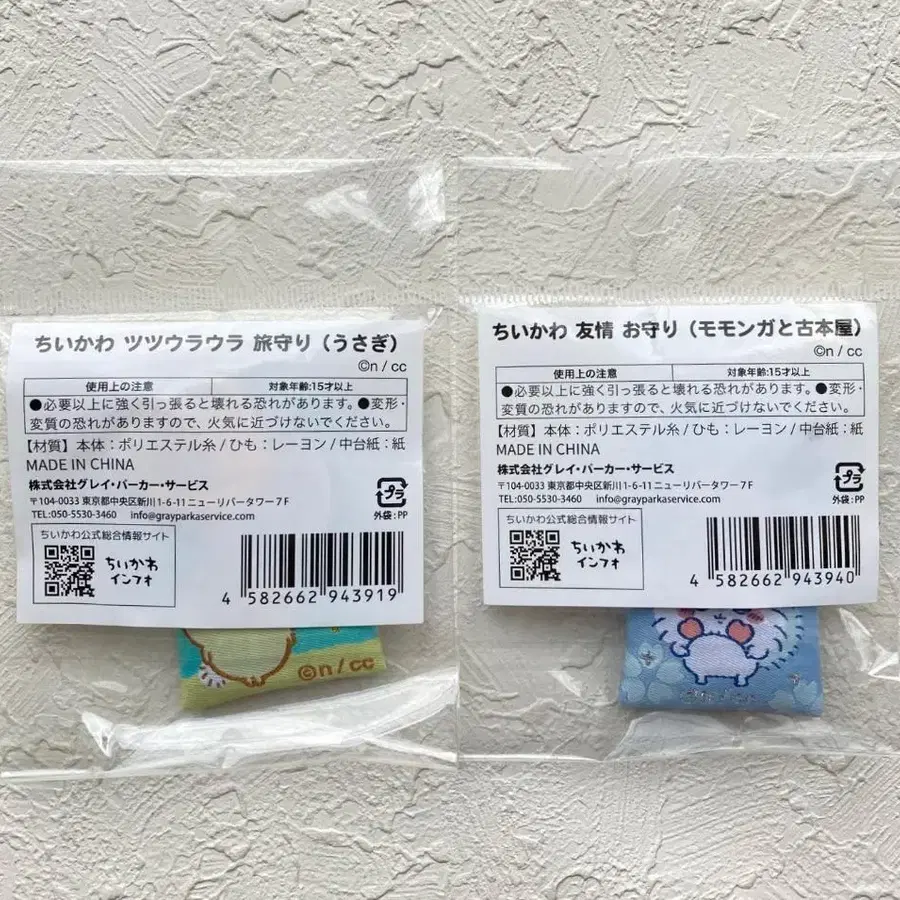 ちいかわ ツツウラウラ 旅守り（うさぎ）
©n / cc
使用上の注意
対象年齢:15才以上
●必要以上に強く引っ張ると壊れる恐れがあります。●変形・
変質の恐れがありますので、火気に近づけないでください。
【材質】本体：ポリエステル糸 / ひも：レーヨン / 中台紙：紙
MADE IN CHINA
株式会社グレイ・パーカー・サービス
〒104-0033 東京都中央区新川1-6-11 ニューリバータワー7F
TEL:050-5530-3460 info@grayparkaservice.com
プラ
外袋：PP
ちいかわ公式総合情報サイト
ちいかわ
インフォ
4 582662 943919
©n / cc
ちいかわ 友情 お守り（モモンガと古本屋）
©n / cc
使用上の注意
対象年齢:15才以上
●必要以上に強く引っ張ると壊れる恐れがあります。●変形・
変質の恐れがありますので、火気に近づけないでください。
【材質】本体：ポリエステル糸 / ひも：レーヨン / 中台紙：紙
MADE IN CHINA
株式会社グレイ・パーカー・サービス
〒104-0033 東京都中央区新川1-6-11 ニューリバータワー7F
TEL:050-5530-3460 info@grayparkaservice.com
プラ
外袋：PP
ちいかわ公式総合情報サイト
ちいかわ
インフォ
4 582662 943940